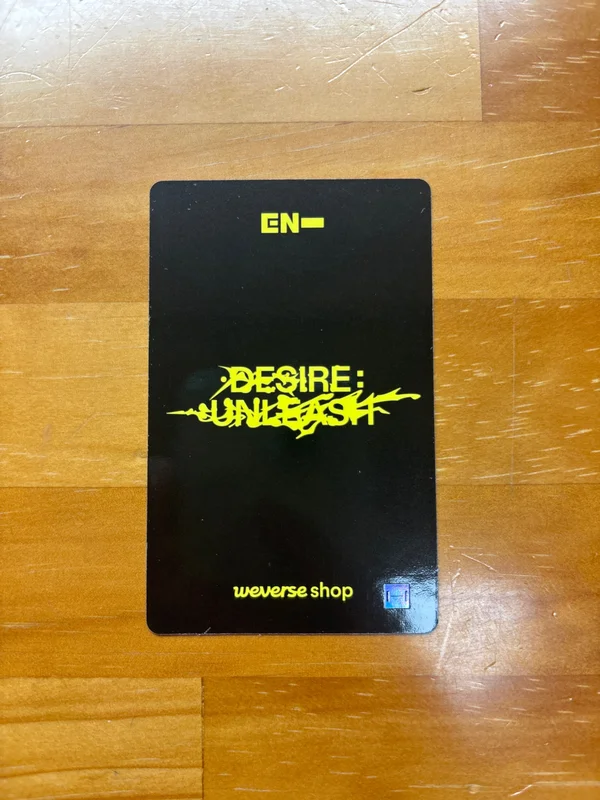 EN-
DESIRE :
UNLEASH
weverse shop